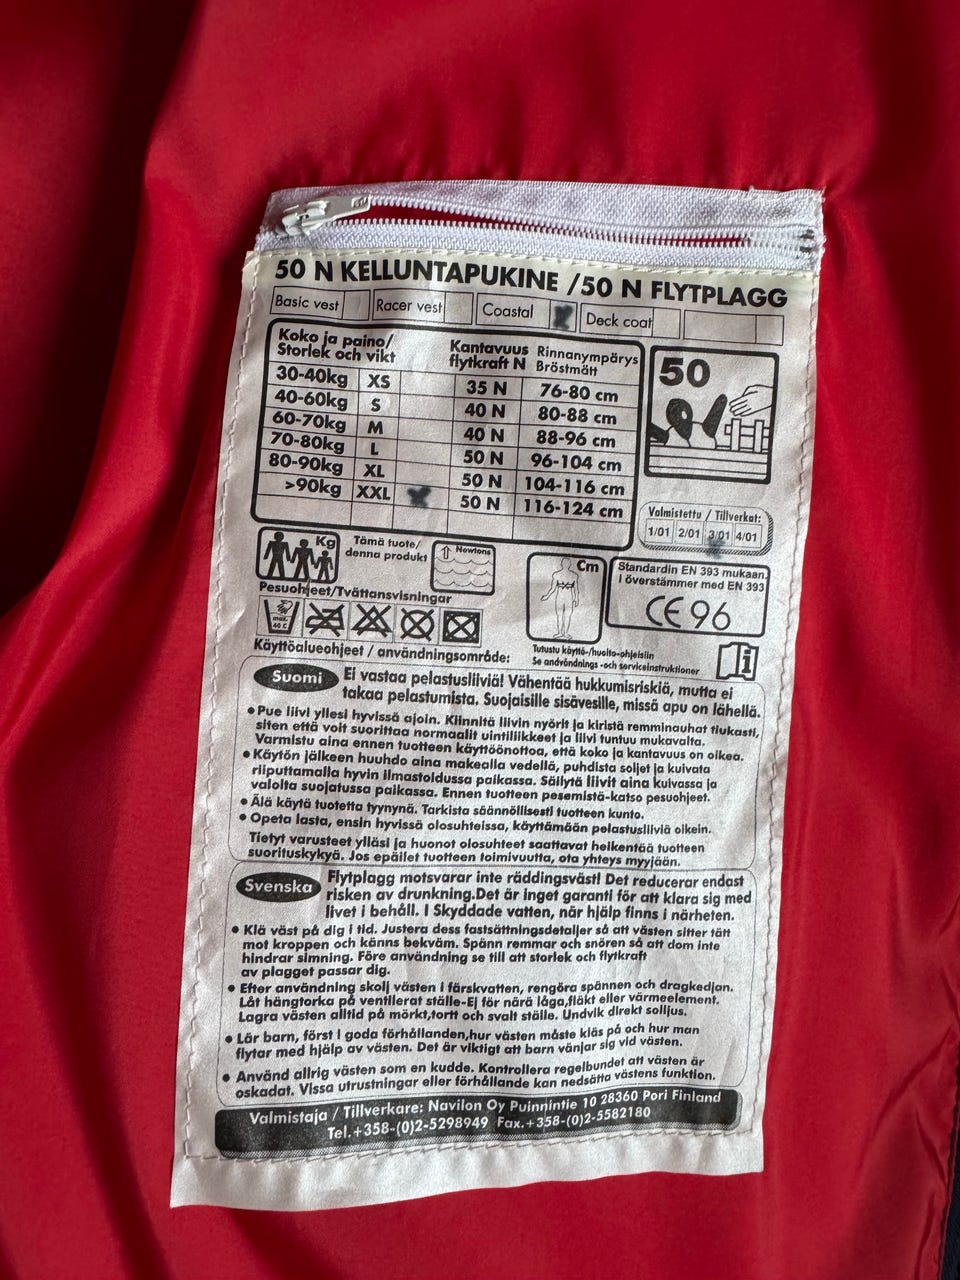 50 N KELLUNTAPUKINE /50 N FLYTPLAGG
Basic vest Racer vest Coastal Deck coat
Koko ja paino/ Storlek och vikt Kantavuus flytkraft N Rinnanympärys Bröstmått
30-40kg XS 35 N 76-80 cm
40-60kg S 40 N 80-88 cm
60-70kg M 40 N 88-96 cm
70-80kg L 50 N 96-104 cm
80-90kg XL 50 N 104-116 cm
>90kg XXL 50 N 116-124 cm
50
Valmistettu / Tillverkat:
1/01 2/01 3/01 4/01
Kg
Tämä tuote/
denna produkt
Newtons
Cm
Standardin EN 393 mukaan.
I överstämmer med EN 393
CE 96
Pesuohjeet/Tvättansvisningar
max. 40 C
Käyttöalueohjeet / användningsområde:
Tutustu käyttö-/huolto-ohjeisiin
Se andvöndnings -och serviceinstruktioner
i
Suomi
Ei vastaa pelastusliiviä! Vähentää hukkumisriskiä, mutta ei
takaa pelastumista. Suojaisille sisävesille, missä apu on lähellä.
• Pue liivi yllesi hyvissä ajoin. Kiinnitä liivin nyörit ja kiristä remminauhat tiukasti,
siten että voit suorittaa normaalit uintiliikkeet ja liivi tuntuu mukavalta.
Varmistu aina ennen tuotteen käyttöönottoa, että koko ja kantavuus on oikea.
• Käytön jälkeen huuhdo aina makealla vedellä, puhdista soljet ja kuivata
riiputtamalla hyvin ilmastoidussa paikassa. Säilytä liivit aina kuivassa ja
valolta suojatussa paikassa. Ennen tuotteen pesemistä-katso pesuohjeet.
• Älä käytä tuotetta tyynynä. Tarkista säännöllisesti tuotteen kunto.
• Opeta lasta, ensin hyvissä olosuhteissa, käyttämään pelastusliiviä oikein.
Tietyt varusteet ylläsi ja huonot olosuhteet saattavat heikentää tuotteen
suorituskykyä. Jos epäilet tuotteen toimivuutta, ota yhteys myyjään.
Svenska
Flytplagg motsvarar inte räddingsväst! Det reducerar endast
risken av drunkning.Det är inget garanti för att klara sig med
livet i behåll. I Skyddade vatten, när hjälp finns i närheten.
• Klä väst på dig i tid. Justera dess fastsättningsdetaljer så att västen sitter tätt
mot kroppen och känns bekväm. Spänn remmar och snören så att dom inte
hindrar simning. Före användning se till att storlek och flytkraft
av plagget passar dig.
• Efter användning skolj västen i färskvatten, rengöra spännen och dragkedjan.
Låt hängtorka på ventilerat ställe-Ej för nära låga,fläkt eller värmeelement.
Lagra västen alltid på mörkt,tortt och svalt ställe. Undvik direkt solljus.
• Lär barn, först i goda förhållanden,hur västen måste kläs på och hur man
flytar med hjälp av västen. Det är viktigt att barn vänjar sig vid västen.
• Använd allrig västen som en kudde. Kontrollera regelbundet att västen är
oskadat. Vissa utrustningar eller förhållande kan nedsätta västens funktion.
Valmistaja / Tillverkare: Navilon Oy Puinnintie 10 28360 Pori Finland
Tel.+358-(0)2-5298949 Fax.+358-(0)2-5582180